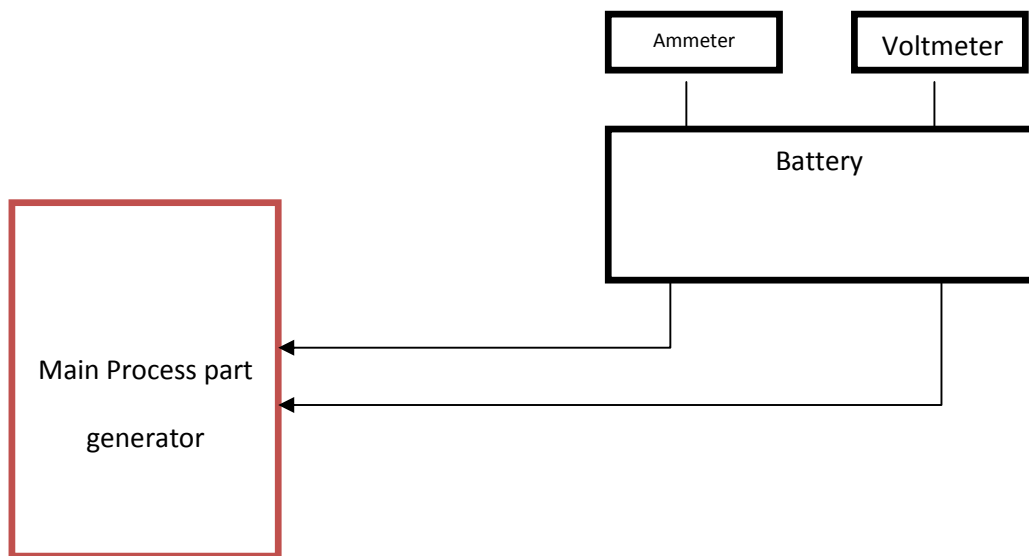 Ammeter
Voltmeter
Battery
Main Process part
generator